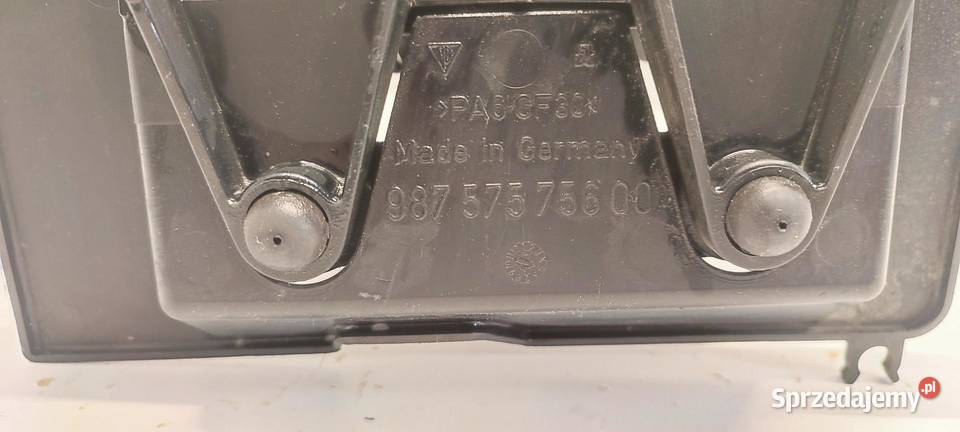 >PA6 GF30<
Made in Germany
987 575 756 00
Sprzedajemy.pl